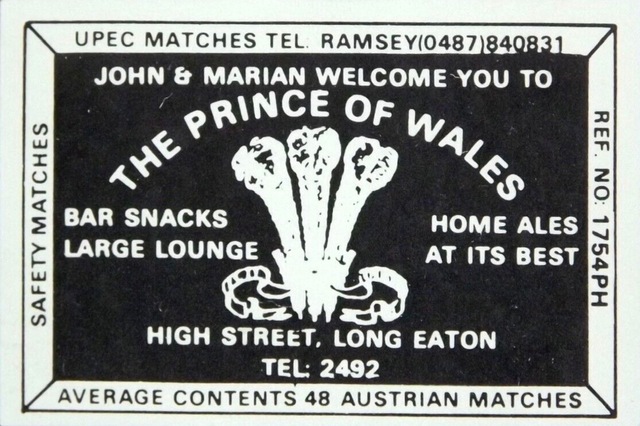 UPEC MATCHES TEL. RAMSEY(0487)840831
JOHN & MARIAN WELCOME YOU TO
THE PRINCE OF WALES
BAR SNACKS
LARGE LOUNGE
HOME ALES
AT ITS BEST
HIGH STREET, LONG EATON
TEL: 2492
AVERAGE CONTENTS 48 AUSTRIAN MATCHES
SAFETY MATCHES
REF. NO: 1754PH